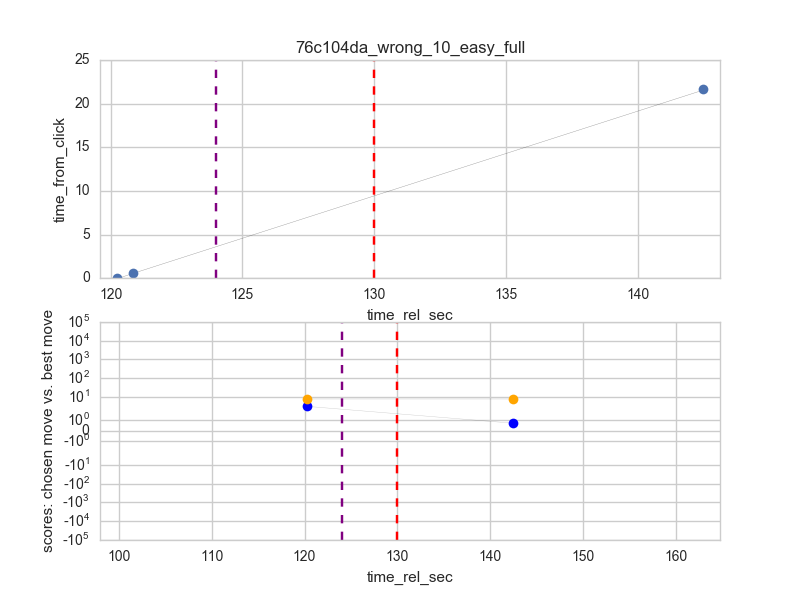 76c104da_wrong_10_easy_full
25
20
15
10
5
0
time_from_click
120 125 130 135 140
time_rel_sec
10^5
10^4
10^3
10^2
10^1
10^0
0
-10^0
-10^1
-10^2
-10^3
-10^4
-10^5
scores: chosen move vs. best move
100 110 120 130 140 150 160
time_rel_sec